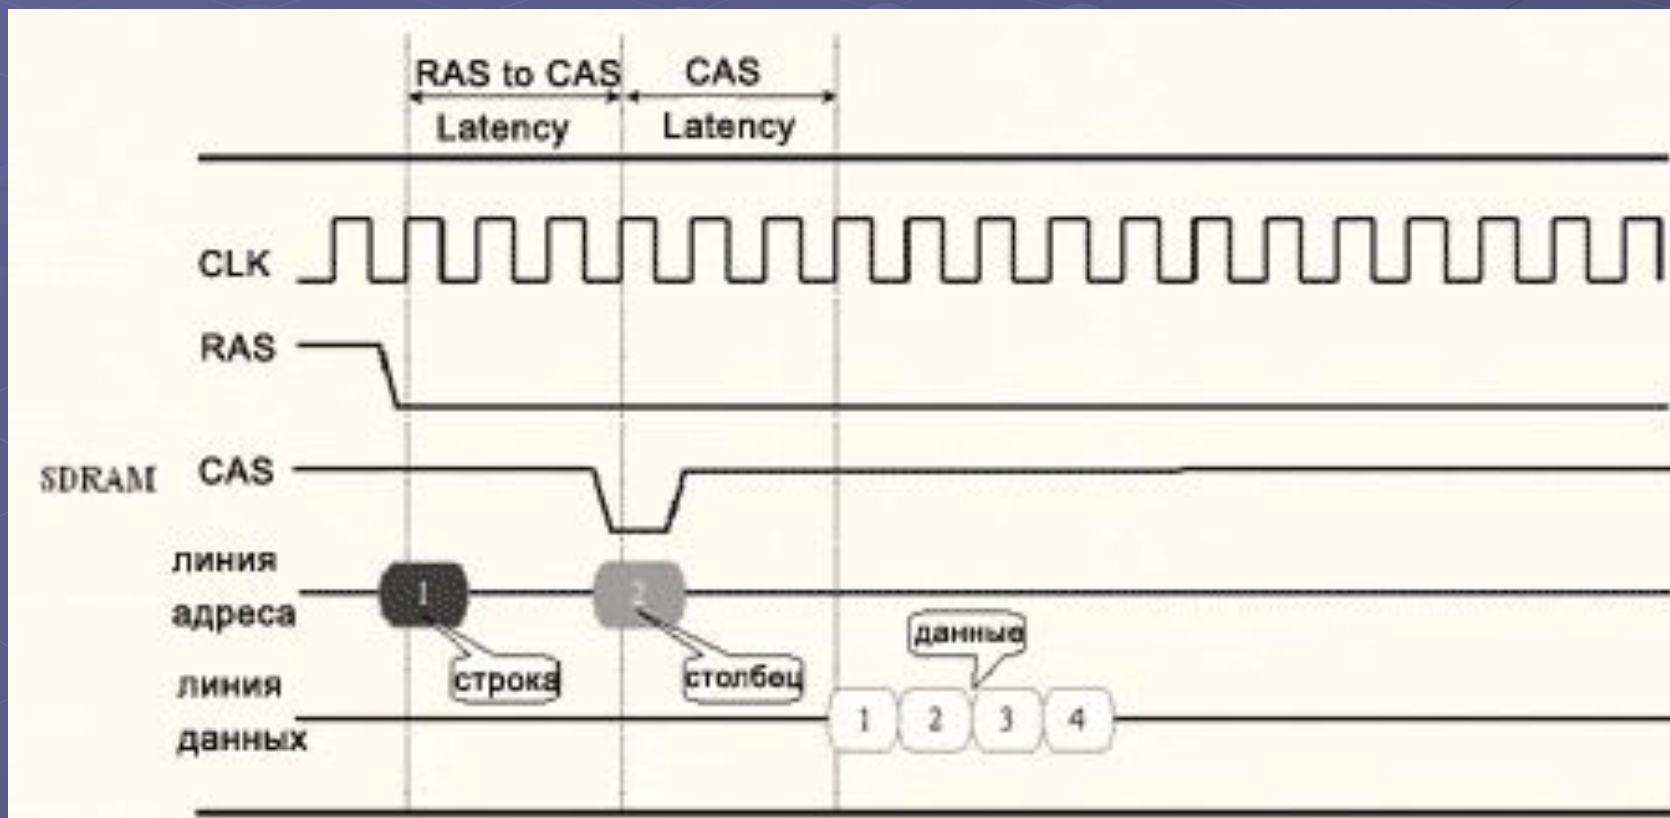 RAS to CAS
Latency
CAS
Latency
CLK
RAS
SDRAM
CAS
линия
адреса
1
2
строка
столбец
данные
линия
данных
1
2
3
4